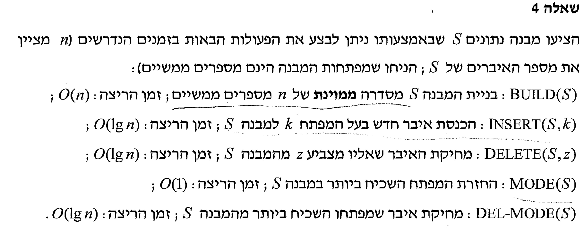 שאלה 4
הציעו מבנה נתונים S שבאמצעותו ניתן לבצע את הפעולות הבאות בזמנים הנדרשים (n מציין
את מספר האיברים של S ; הניחו שמפתחות המבנה הינם מספרים ממשיים):
BUILD(S) : בניית המבנה S מסדרה ממוינת של n מספרים ממשיים ; זמן הריצה: O(n) ;
INSERT(S,k) : הכנסת איבר חדש בעל המפתח k למבנה S ; זמן הריצה: O(lg n) ;
DELETE(S,z) : מחיקת האיבר שאליו מצביע z מהמבנה S ; זמן הריצה: O(lg n) ;
MODE(S) : החזרת המפתח השכיח ביותר במבנה S ; זמן הריצה: O(1) ;
DEL-MODE(S) : מחיקת איבר שמפתחו השכיח ביותר מהמבנה S ; זמן הריצה: O(lg n) .